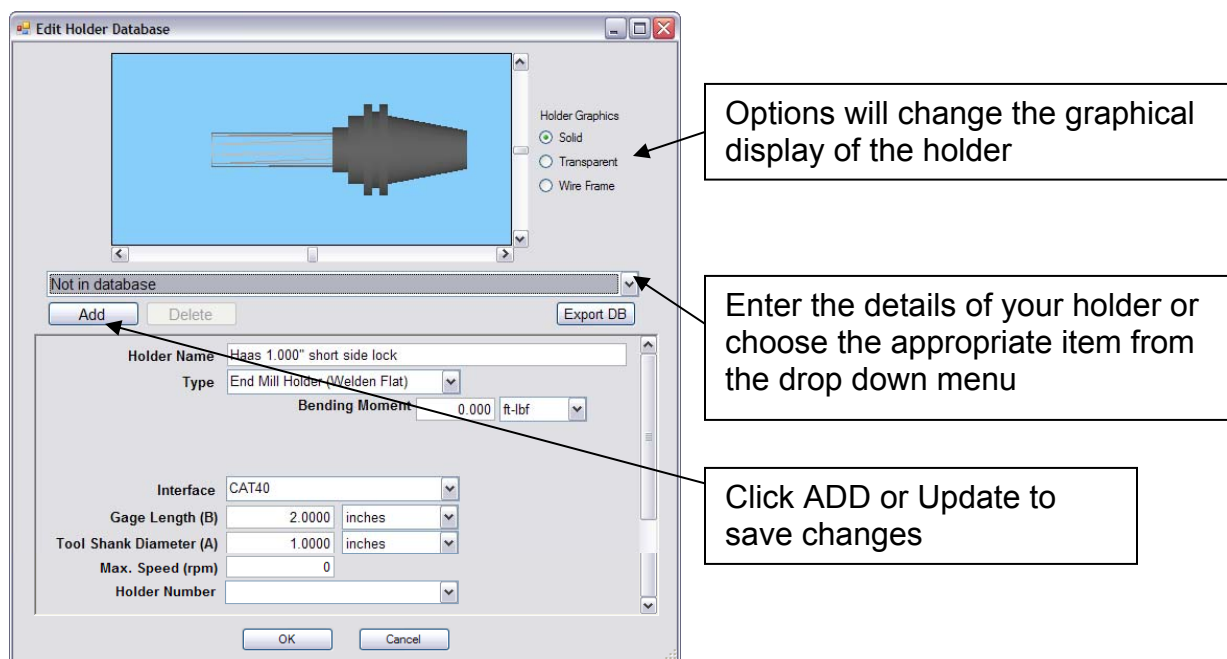 Edit Holder Database
Holder Graphics
Solid
Transparent
Wire Frame
Options will change the graphical
display of the holder
Not in database
Add Delete Export DB
Enter the details of your holder or
choose the appropriate item from
the drop down menu
Holder Name Haas 1.000" short side lock
Type End Mill Holder (Welden Flat)
Bending Moment 0.000 ft-lbf
Click ADD or Update to
save changes
Interface CAT40
Gage Length (B) 2.0000 inches
Tool Shank Diameter (A) 1.0000 inches
Max. Speed (rpm) 0
Holder Number
OK Cancel